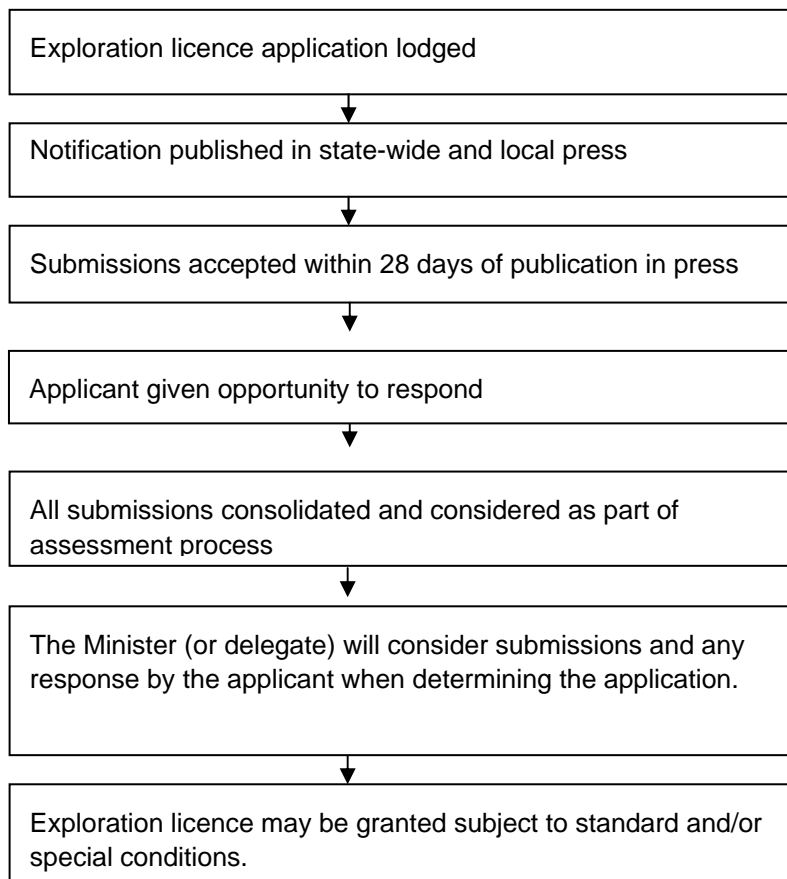 Exploration licence application lodged
Notification published in state-wide and local press
Submissions accepted within 28 days of publication in press
Applicant given opportunity to respond
All submissions consolidated and considered as part of
assessment process
The Minister (or delegate) will consider submissions and any
response by the applicant when determining the application.
Exploration licence may be granted subject to standard and/or
special conditions.